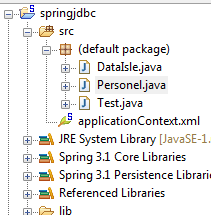 springjdbc
src
(default package)
DataIsle.java
Personel.java
Test.java
applicationContext.xml
JRE System Library [JavaSE-1.
Spring 3.1 Core Libraries
Spring 3.1 Persistence Librarie
Referenced Libraries
lib